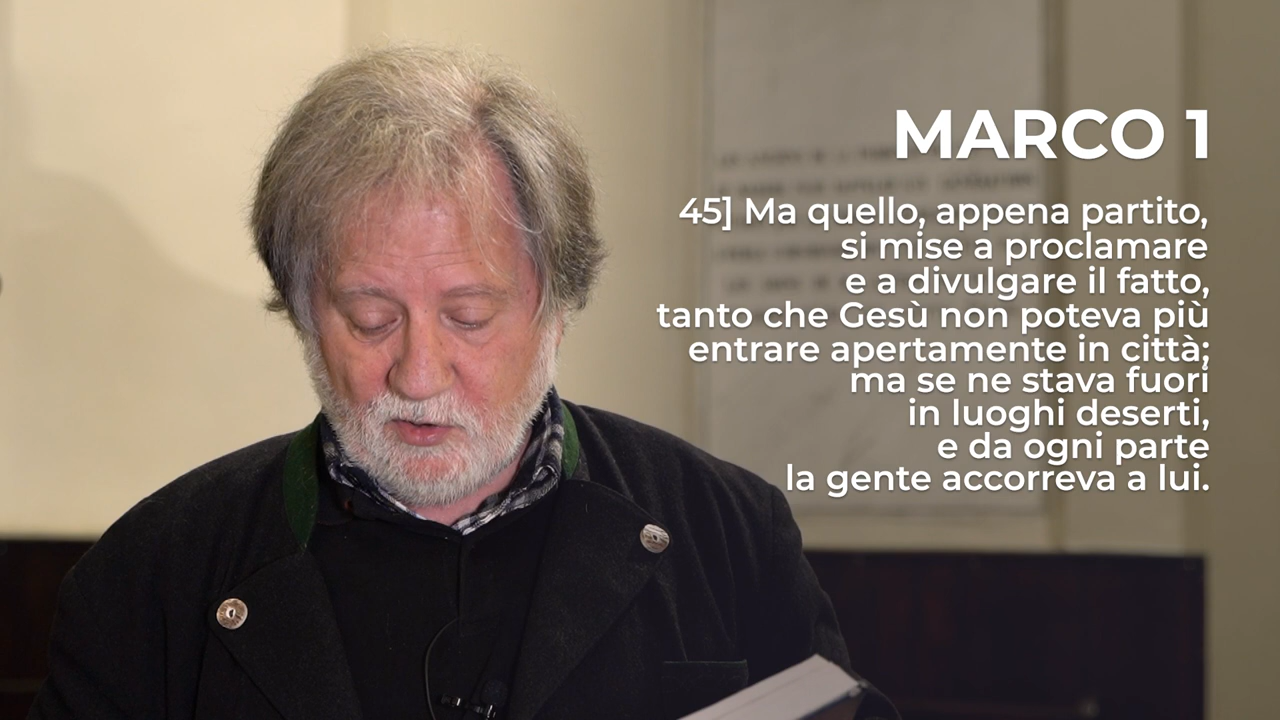 MARCO 1
45] Ma quello, appena partito,
si mise a proclamare
e a divulgare il fatto,
tanto che Gesù non poteva più
entrare apertamente in città;
ma se ne stava fuori
in luoghi deserti,
e da ogni parte
la gente accorreva a lui.